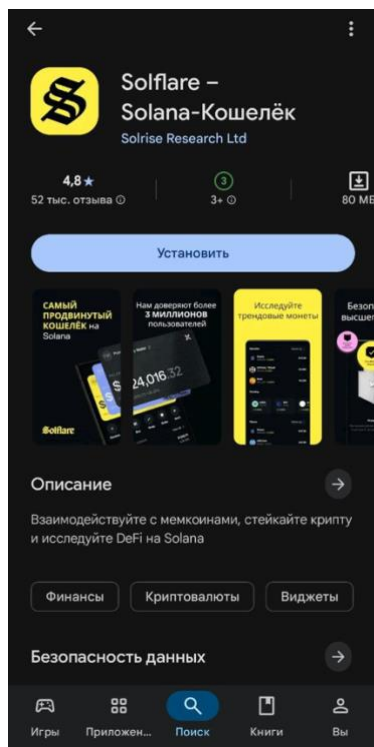 Solflare –
Solana-Кошелёк
Solrise Research Ltd
4,8★
52 тыс. отзыва
3
3+
80 МБ
Установить
САМЫЙ
ПРОДВИНУТЫЙ
КОШЕЛЁК на
Solana
Solflare
Нам доверяют более
3 МИЛЛИОНОВ
пользователей
24,016.32
Исследуйте
трендовые монеты
Описание
Взаимодействуйте с мемкоинами, стейкайте крипту
и исследуйте DeFi на Solana
Финансы
Криптовалюты
Виджеты
Безопасность данных
Игры
Приложен...
Поиск
Книги
Вы